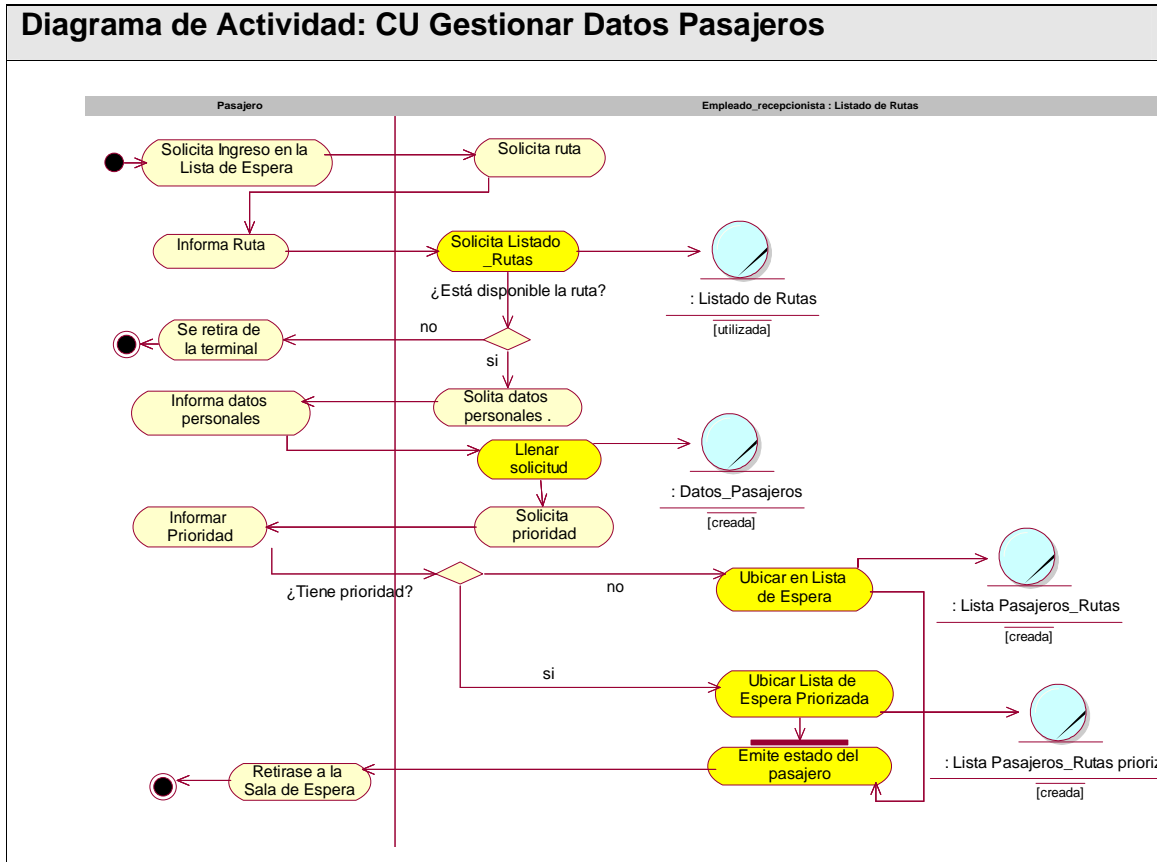 Diagrama de Actividad: CU Gestionar Datos Pasajeros
Pasajero
Empleado_recepcionista : Listado de Rutas
Solicita Ingreso en la
Lista de Espera
Solicita ruta
Informa Ruta
Solicita Listado
_Rutas
: Listado de Rutas
[utilizada]
¿Está disponible la ruta?
no
Se retira de
la terminal
si
Informa datos
personales
Solita datos
personales .
Llenar
solicitud
: Datos_Pasajeros
[creada]
Informar
Prioridad
Solicita
prioridad
¿Tiene prioridad?
no
Ubicar en Lista
de Espera
: Lista Pasajeros_Rutas
[creada]
si
Ubicar Lista de
Espera Priorizada
: Lista Pasajeros_Rutas prioriz
[creada]
Emite estado del
pasajero
Retirase a la
Sala de Espera